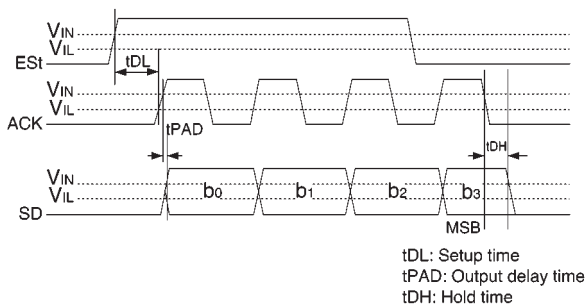 VIN
VIL
ESt
tDL
VIN
VIL
ACK
tPAD
tDH
VIN
VIL
SD
b0 b1 b2 b3
MSB
tDL: Setup time
tPAD: Output delay time
tDH: Hold time